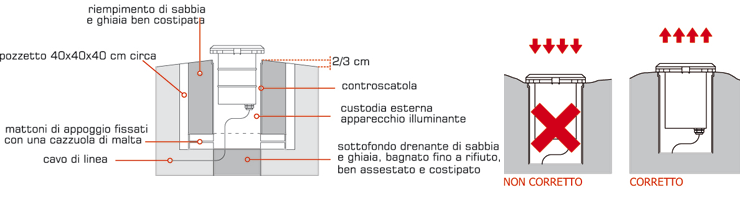 riempimento di sabbia
e ghiaia ben costipata
pozzetto 40x40x40 cm circa
2/3 cm
controscatola
custodia esterna
apparecchio illuminante
mattoni di appoggio fissati
con una cazzuola di malta
cavo di linea
sottofondo drenante di sabbia
e ghiaia, bagnato fino a rifiuto,
ben assestato e costipato
NON CORRETTO
CORRETTO